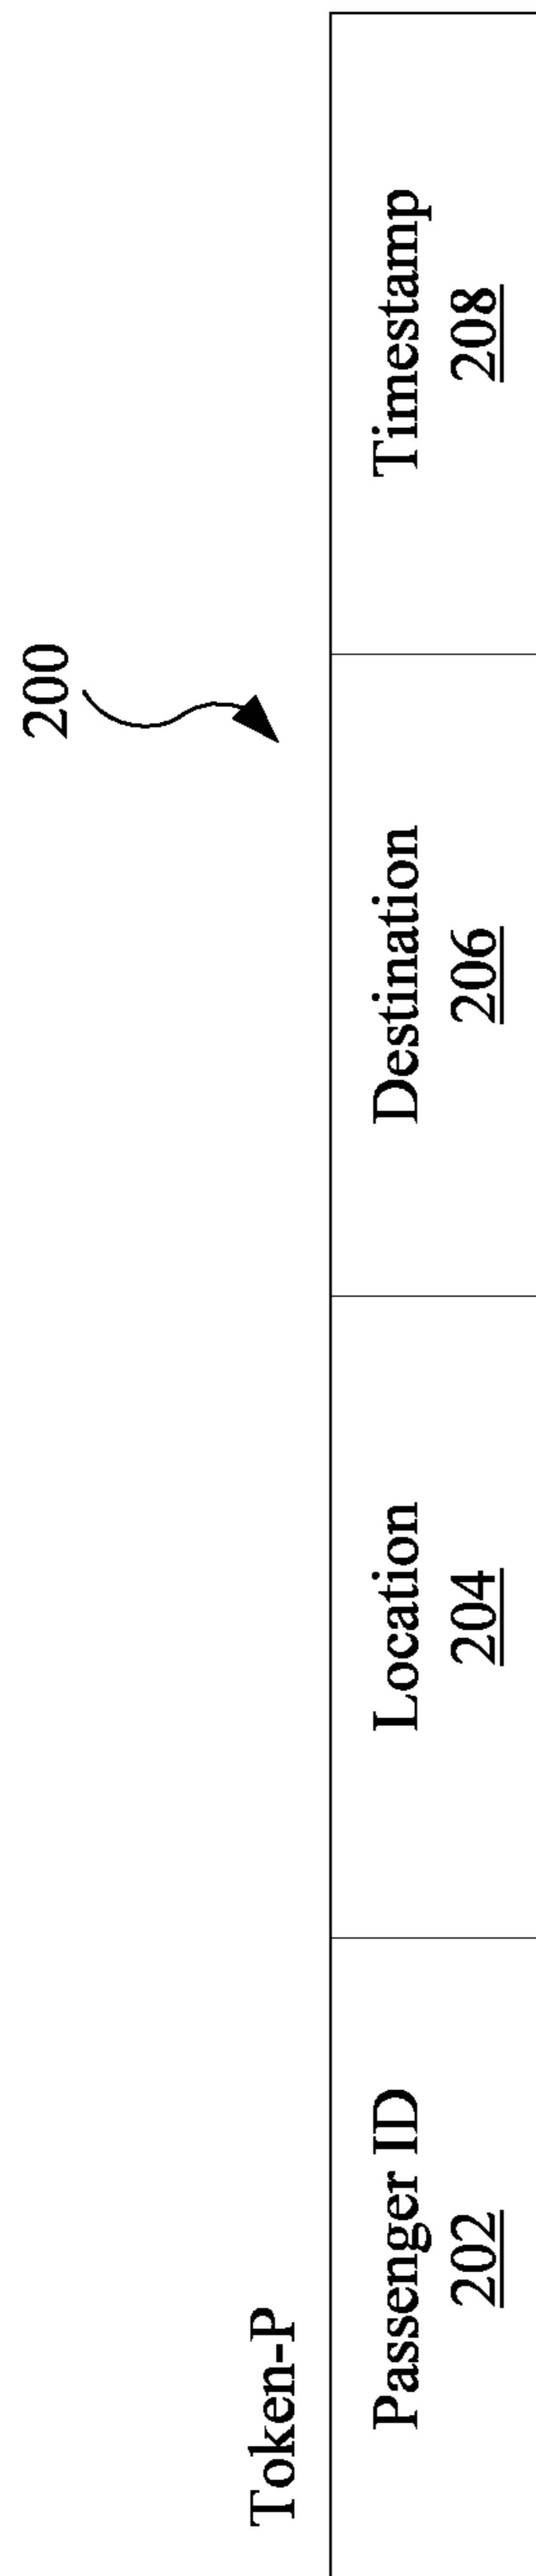 200
Token-P
Passenger ID
202
Location
204
Destination
206
Timestamp
208